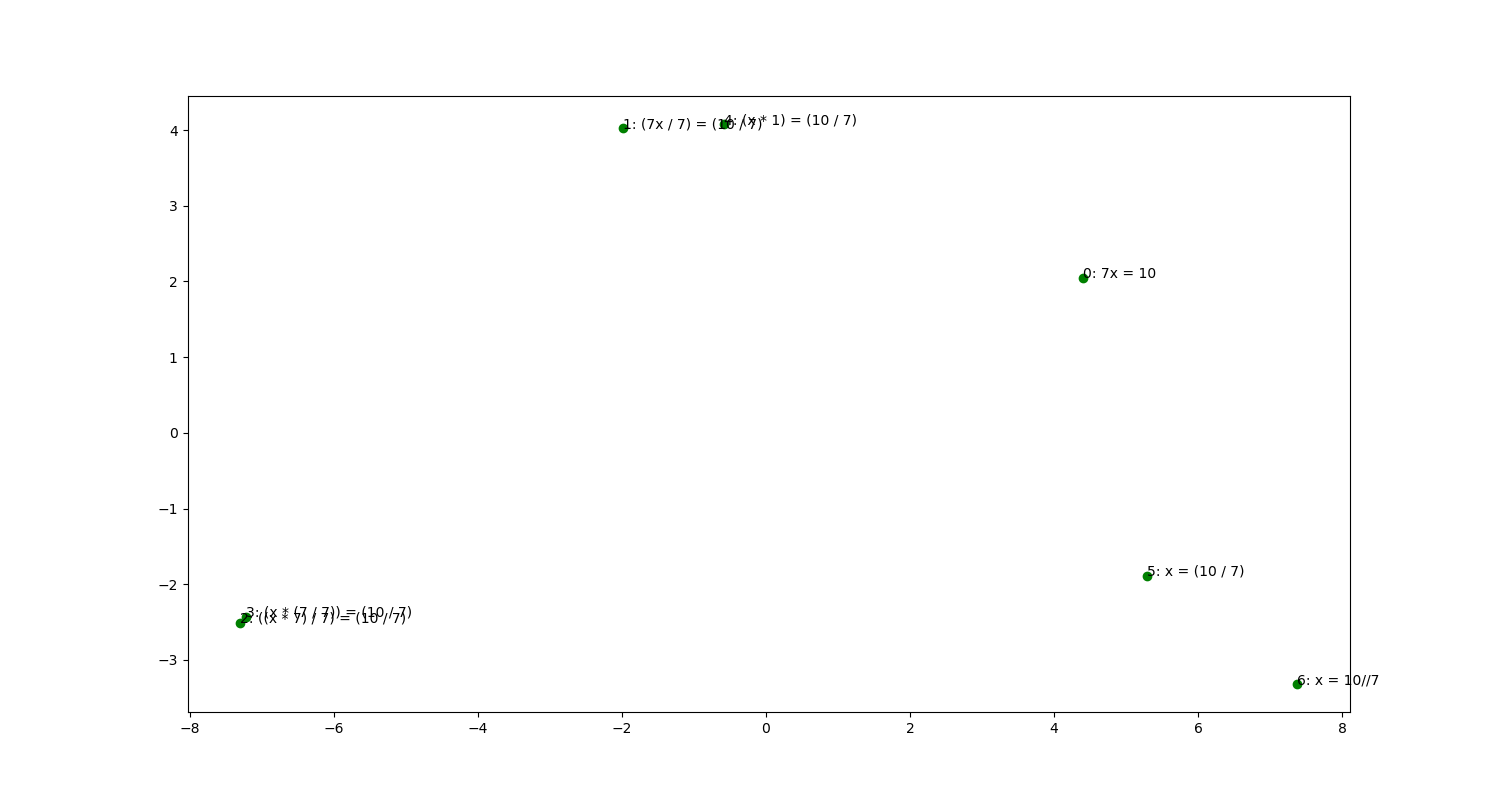 1: (7x / 7) = (10 / 7)
4: (x * 1) = (10 / 7)
0: 7x = 10
5: x = (10 / 7)
3: (x * (7 / 7)) = (10 / 7)
2: ((x * 7) / 7) = (10 / 7)
6: x = 10//7
4
3
2
1
0
−1
−2
−3
−8 −6 −4 −2 0 2 4 6 8